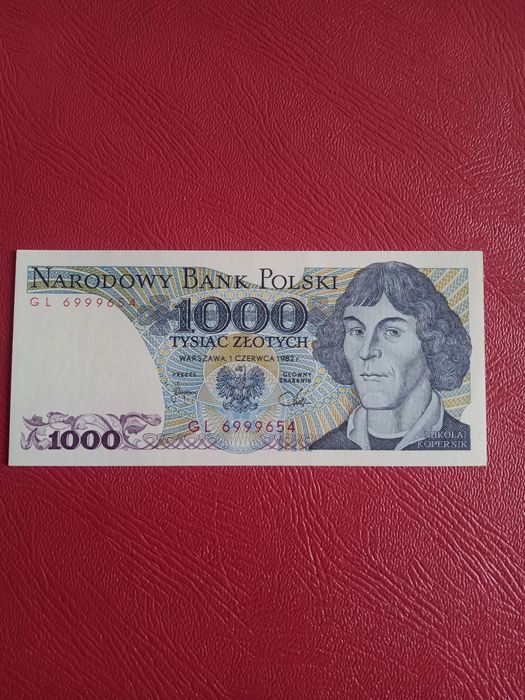 NARODOWY BANK POLSKI
GL 6999654
1000
TYSIĄC ZŁOTYCH
WARSZAWA, 1 CZERWCA 1982 r.
PREZES GŁÓWNY SKARBNIK
GL 6999654
1000
MIKOŁAJ
KOPERNIK